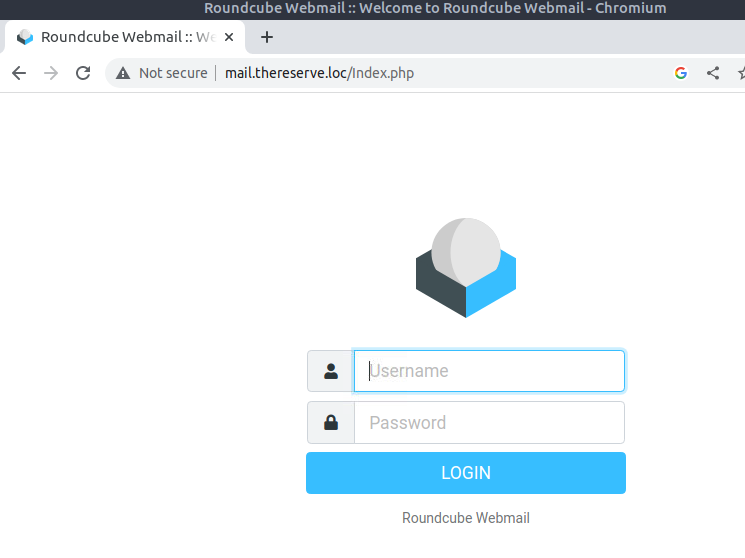 Roundcube Webmail :: Welcome to Roundcube Webmail - Chromium
Roundcube Webmail :: We
Not secure | mail.thereserve.loc/Index.php
Username
Password
LOGIN
Roundcube Webmail